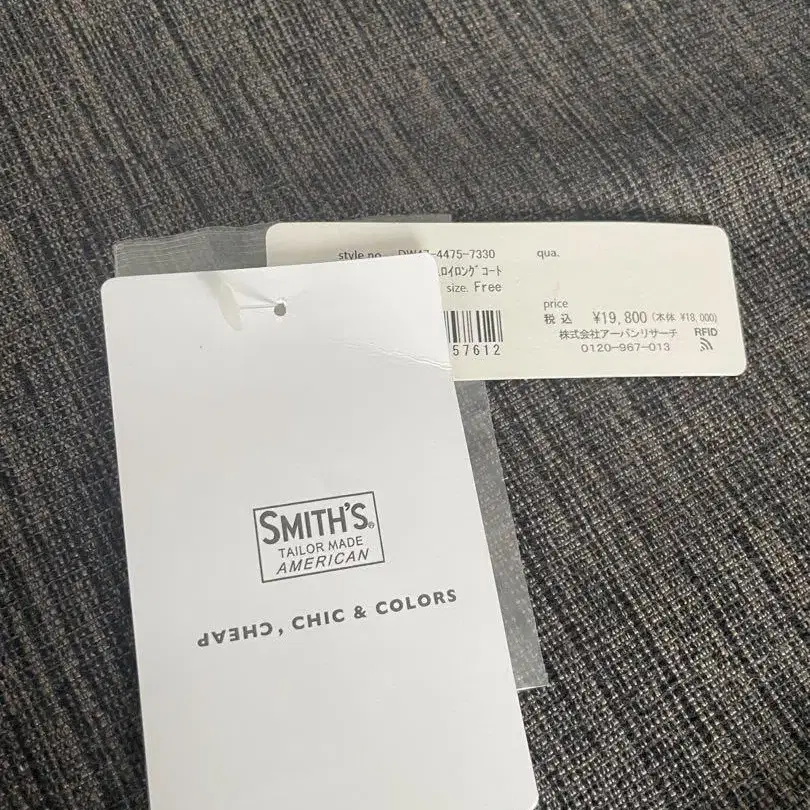 style no. DW47-4475-7330
qua.
ロイロングコート
size. Free
price
税込 ¥19,800 (本体 ¥18,000)
株式会社アーバンリサーチ
RFID
57612
0120-967-013
SMITH'S®
TAILOR MADE
AMERICAN
CHEAP, CHIC & COLORS